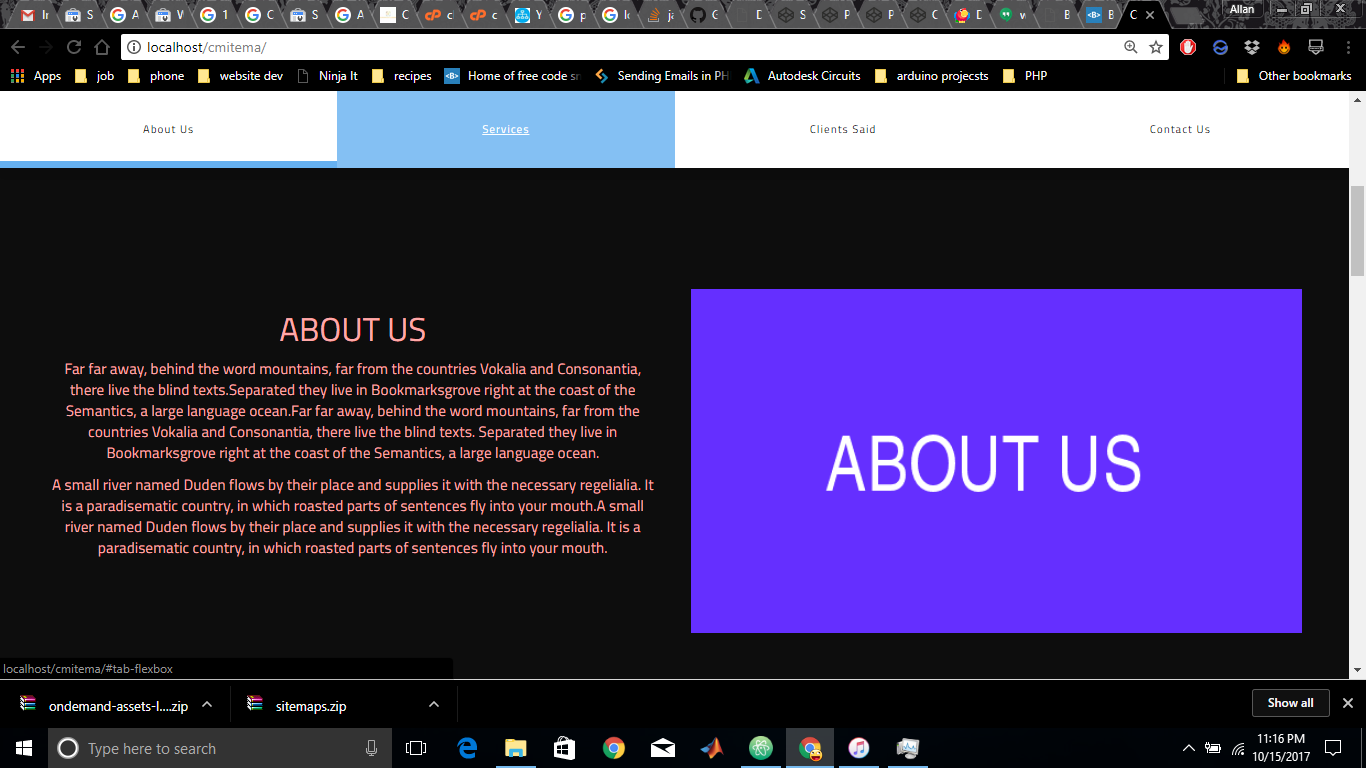 Allan
localhost/cmitema/
Apps job phone website dev Ninja It recipes Home of free code sn Sending Emails in PH Autodesk Circuits arduino projecsts PHP Other bookmarks
About Us Services Clients Said Contact Us
ABOUT US
Far far away, behind the word mountains, far from the countries Vokalia and Consonantia,
there live the blind texts.Separated they live in Bookmarksgrove right at the coast of the
Semantics, a large language ocean.Far far away, behind the word mountains, far from the
countries Vokalia and Consonantia, there live the blind texts. Separated they live in
Bookmarksgrove right at the coast of the Semantics, a large language ocean.
A small river named Duden flows by their place and supplies it with the necessary regelialia. It
is a paradisematic country, in which roasted parts of sentences fly into your mouth.A small
river named Duden flows by their place and supplies it with the necessary regelialia. It is a
paradisematic country, in which roasted parts of sentences fly into your mouth.
ABOUT US
localhost/cmitema/#tab-flexbox
ondemand-assets-l....zip sitemaps.zip Show all
Type here to search
11:16 PM
10/15/2017